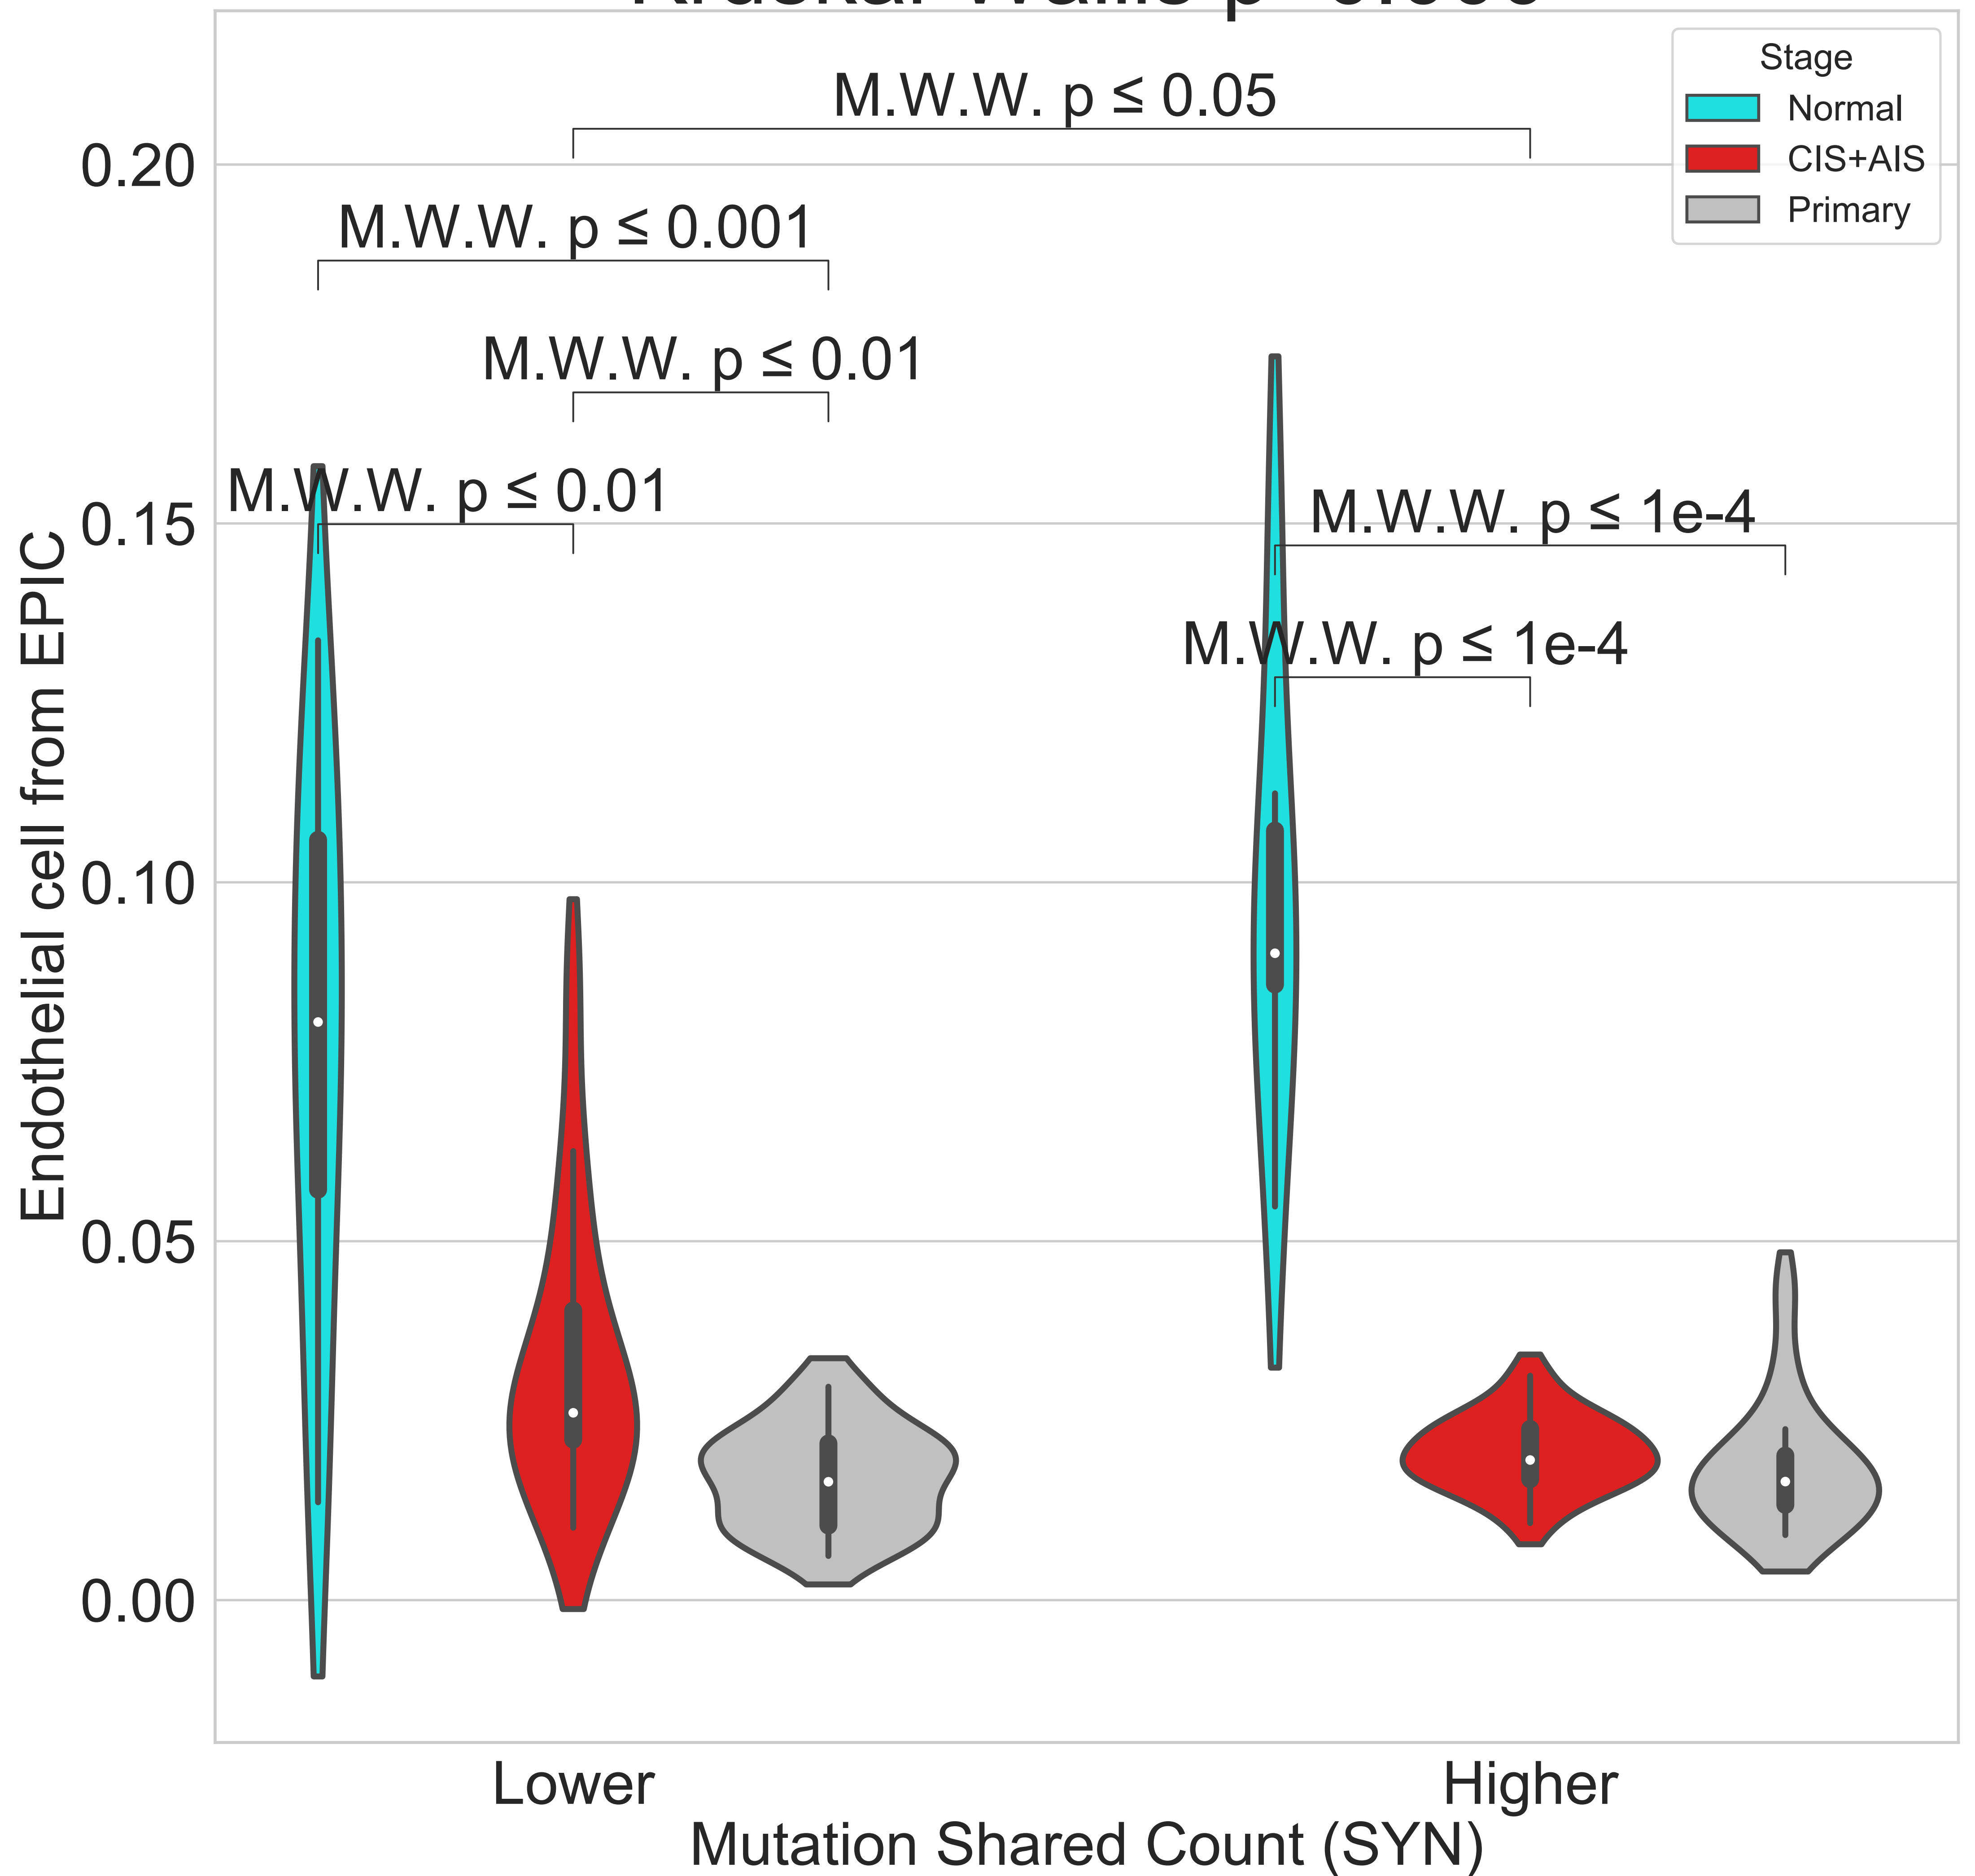 Stage
Normal
CIS+AIS
Primary
M.W.W. p ≤ 0.05
M.W.W. p ≤ 0.001
M.W.W. p ≤ 0.01
M.W.W. p ≤ 0.01
M.W.W. p ≤ 1e-4
M.W.W. p ≤ 1e-4
0.20
0.15
0.10
0.05
0.00
Endothelial cell from EPIC
Lower
Higher
Mutation Shared Count (SYN)